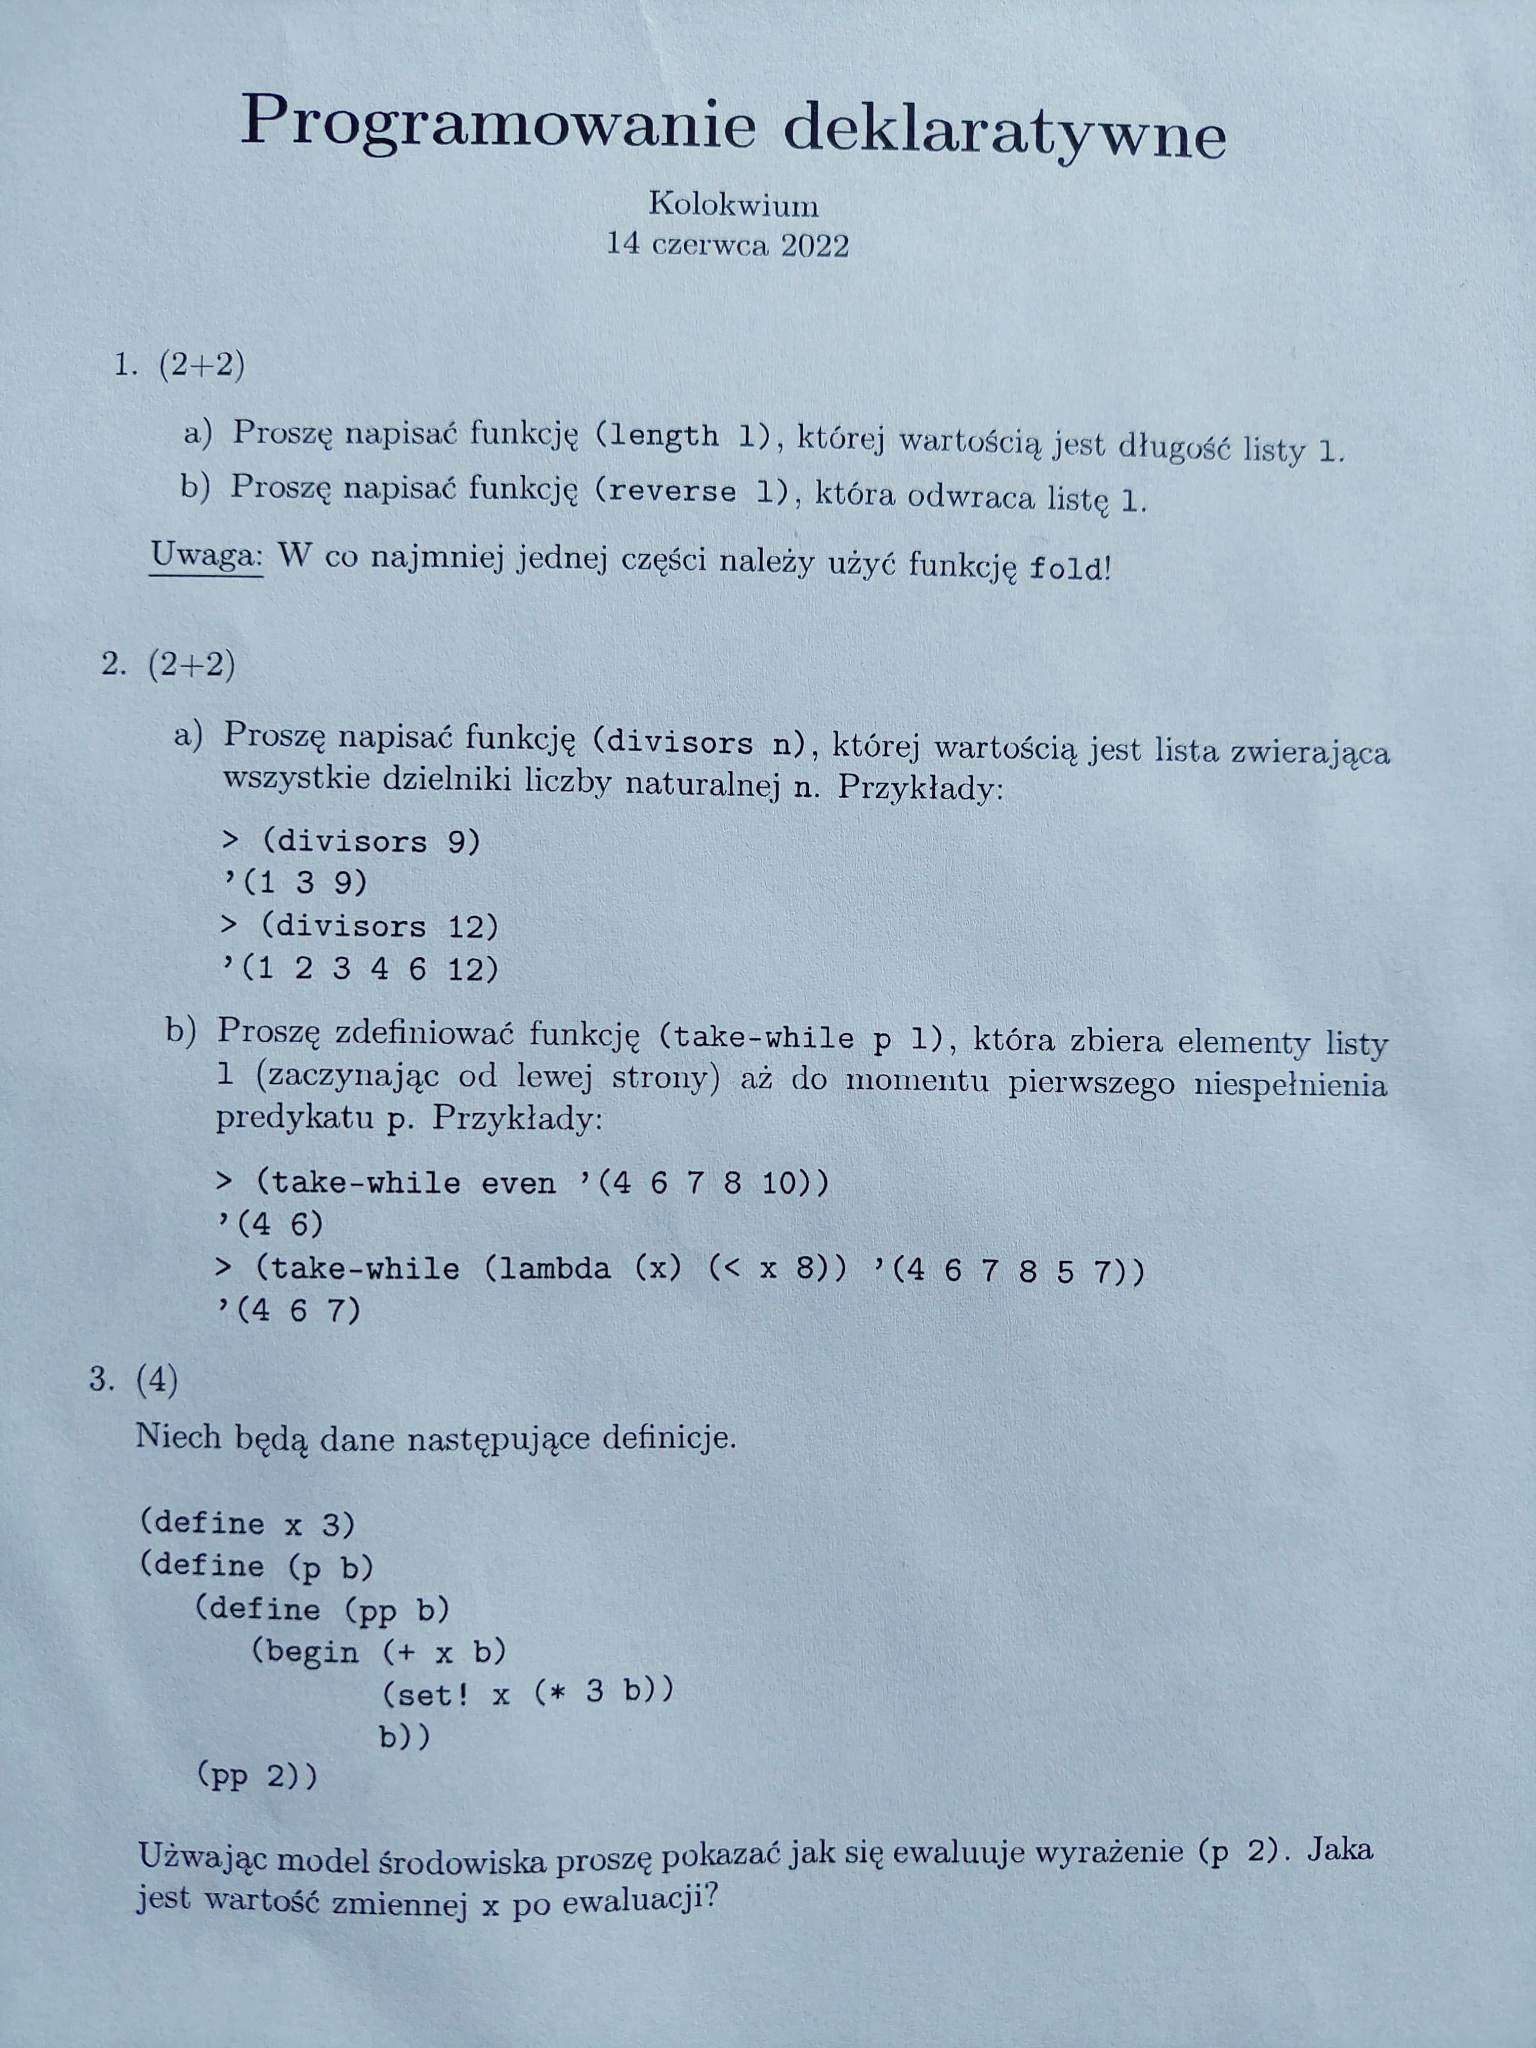 Programowanie deklaratywne
Kolokwium
14 czerwca 2022
1. (2+2)
a) Proszę napisać funkcję (length l), której wartością jest długość listy l.
b) Proszę napisać funkcję (reverse l), która odwraca listę l.
Uwaga: W co najmniej jednej części należy użyć funkcję fold!
2. (2+2)
a) Proszę napisać funkcję (divisors n), której wartością jest lista zwierająca
wszystkie dzielniki liczby naturalnej n. Przykłady:
> (divisors 9)
’(1 3 9)
> (divisors 12)
’(1 2 3 4 6 12)
b) Proszę zdefiniować funkcję (take-while p l), która zbiera elementy listy
l (zaczynając od lewej strony) aż do momentu pierwszego niespełnienia
predykatu p. Przykłady:
> (take-while even ’(4 6 7 8 10))
’(4 6)
> (take-while (lambda (x) (< x 8)) ’(4 6 7 8 5 7))
’(4 6 7)
3. (4)
Niech będą dane następujące definicje.
(define x 3)
(define (p b)
(define (pp b)
(begin (+ x b)
(set! x (* 3 b))
b))
(pp 2))
Użwając model środowiska proszę pokazać jak się ewaluuje wyrażenie (p 2). Jaka
jest wartość zmiennej x po ewaluacji?